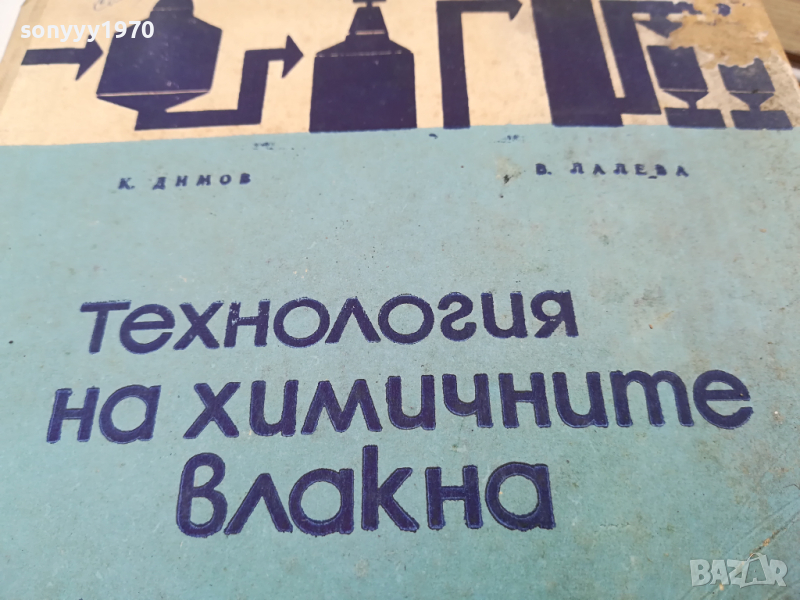 sonyyy1970
К. ДИМОВ
В. ЛАЛЕВА
технология
на химичните
влакна
BAZAR